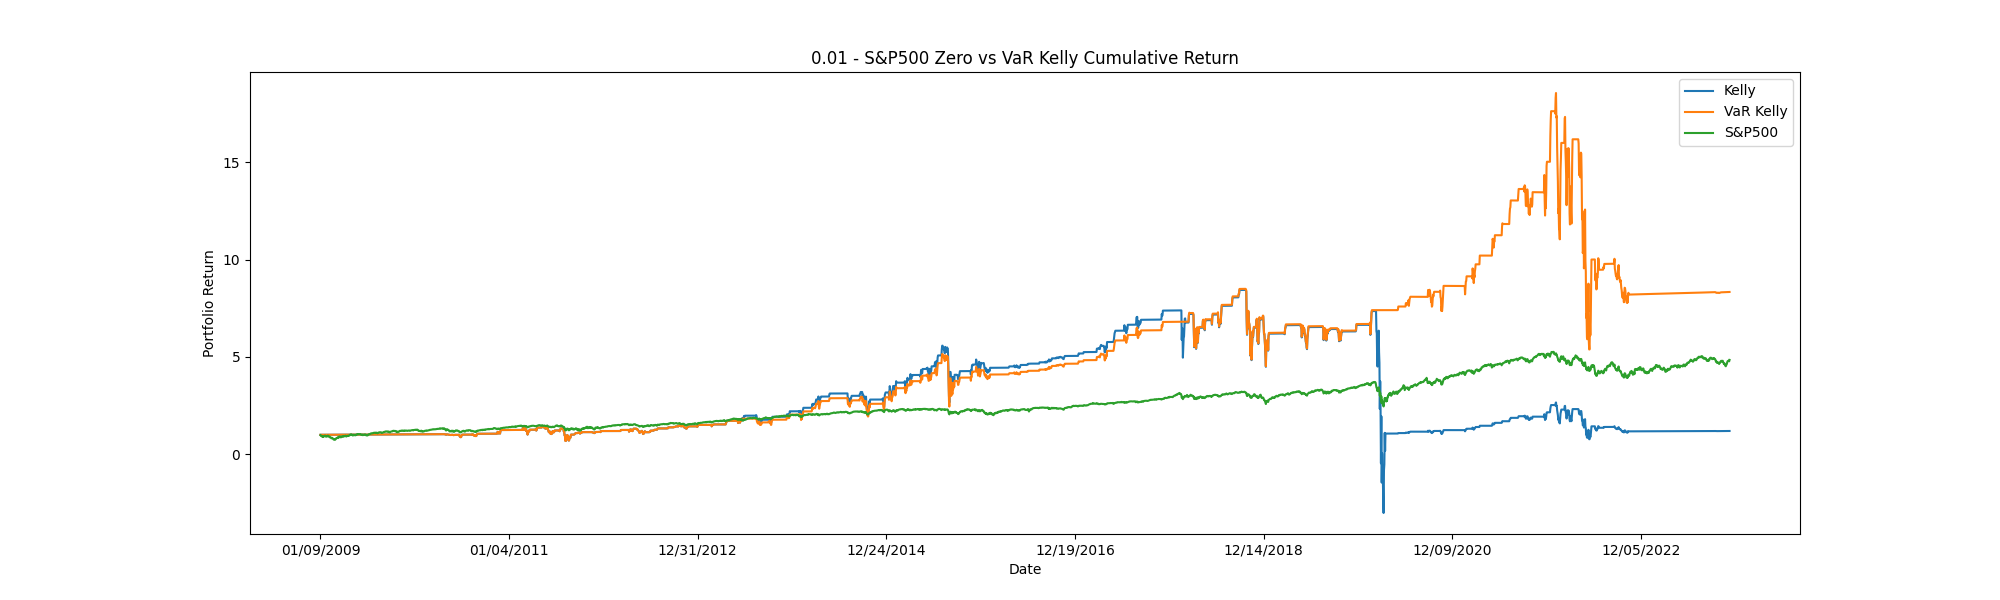 0.01 - S&P500 Zero vs VaR Kelly Cumulative Return
Kelly
VaR Kelly
S&P500
Portfolio Return
15
10
5
0
01/09/2009
01/04/2011
12/31/2012
12/24/2014
12/19/2016
12/14/2018
12/09/2020
12/05/2022
Date